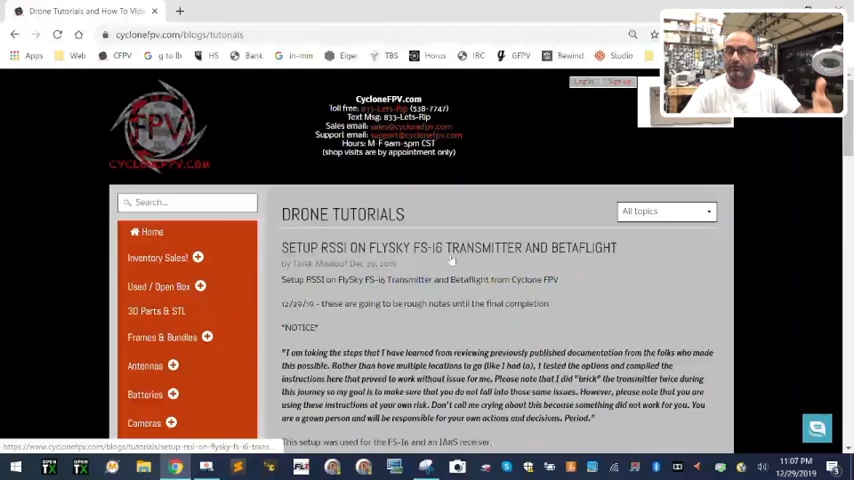 Drone Tutorials and How To Vide
cyclonefpv.com/blogs/tutorials
Apps
Web
CFPV
g to lb
HS
Bank
in-mm
Eiger
TBS
Horus
IRC
GFPV
Rewind
Studio
Log in
Sign up
CycloneFPV.com
Toll free: 833-Lets-Rip (538-7747)
Text Msg: 833-Lets-Rip
Sales email: sales@cyclonefpv.com
Support email: support@cyclonefpv.com
Hours: M-F 9am-5pm CST
(shop visits are by appointment only)
FPV
CYCLONEFPV.COM
Search...
Home
Inventory Sales!
Used / Open Box
3D Parts & STL
Frames & Bundles
Antennas
Batteries
Cameras
DRONE TUTORIALS
All topics
SETUP RSSI ON FLYSKY FS-I6 TRANSMITTER AND BETAFLIGHT
by Tarek Maalouf Dec 29, 2019
Setup RSSI on FlySky FS-i6 Transmitter and Betaflight from Cyclone FPV
12/29/19 - these are going to be rough notes until the final completion
*NOTICE*
"I am taking the steps that I have learned from reviewing previously published documentation from the folks who made
this possible. Rather than have multiple locations to go (like I had to), I tested the options and compiled the
instructions here that proved to work without issue for me. Please note that I did "brick" the transmitter twice during
this journey so my goal is to make sure that you do not fall into those same issues. However, please note that you are
using these instructions at your own risk. Don't call me crying about this because something did not work for you. You
are a grown person and will be responsible for your own actions and decisions. Period."
This setup was used for the FS-i6 and an IA8S receiver.
https://www.cyclonefpv.com/blogs/tutorials/setup-rssi-on-flysky-fs-i6-trans...
OPEN TX
OPEN TX
11:07 PM
12/29/2019